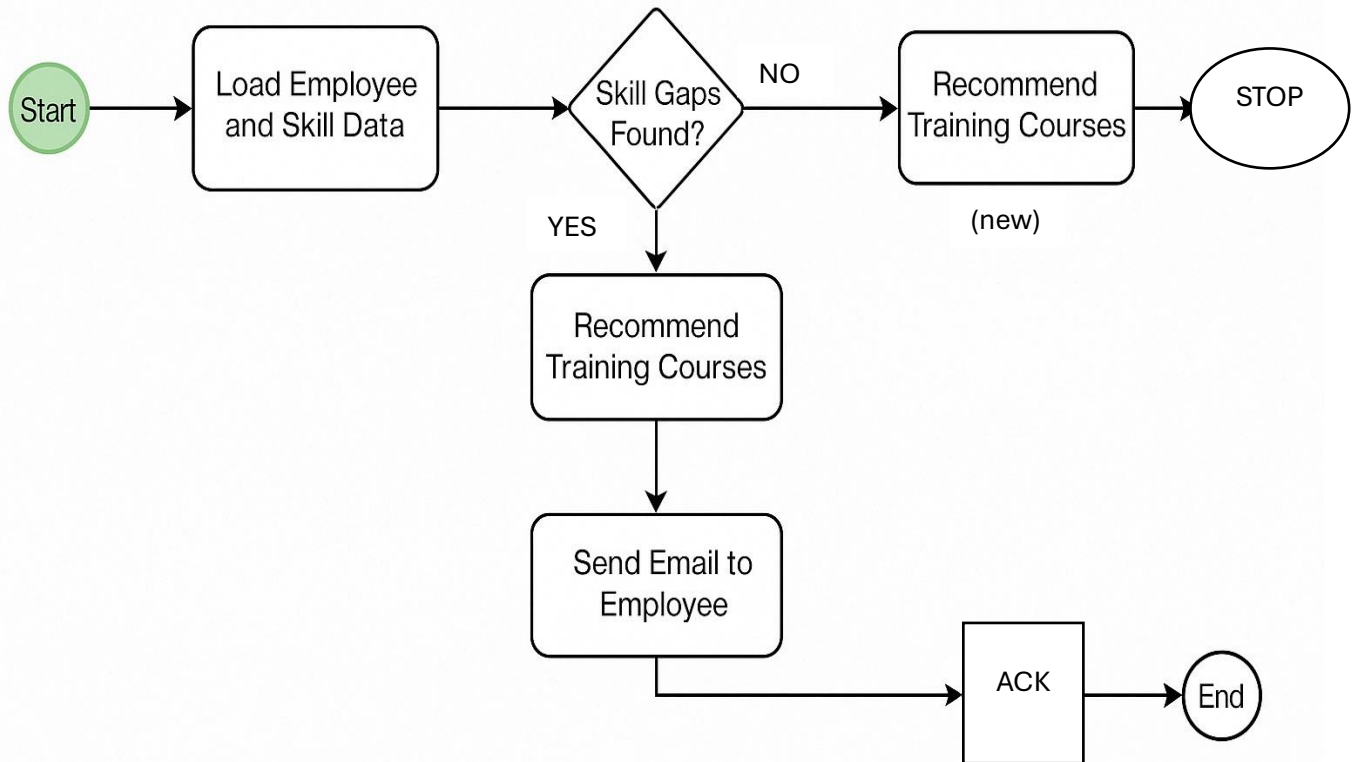 Start
Load Employee
and Skill Data
Skill Gaps
Found?
NO
Recommend
Training Courses
STOP
(new)
YES
Recommend
Training Courses
Send Email to
Employee
ACK
End